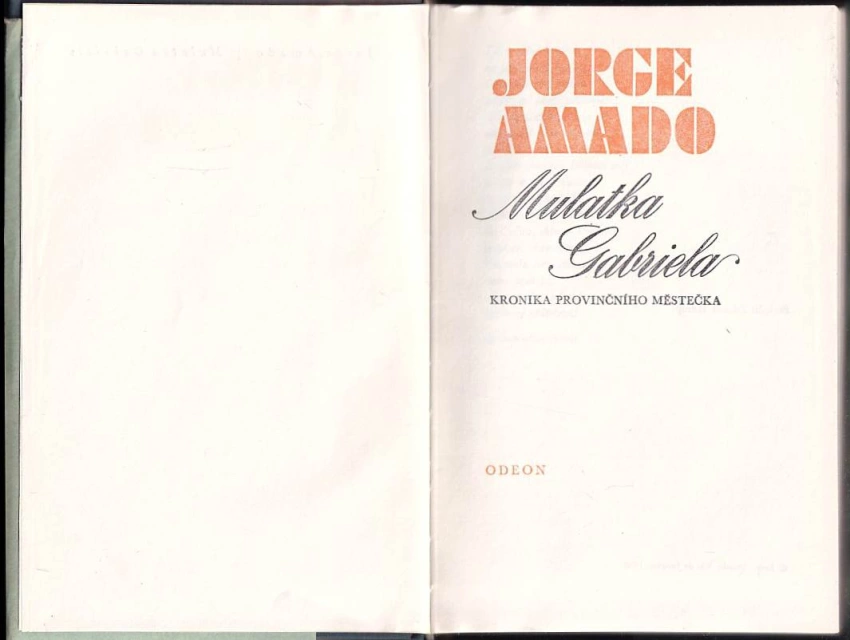 JORGE
AMADO
Mulatka
Gabriela
KRONIKA PROVINČNÍHO MĚSTEČKA
ODEON